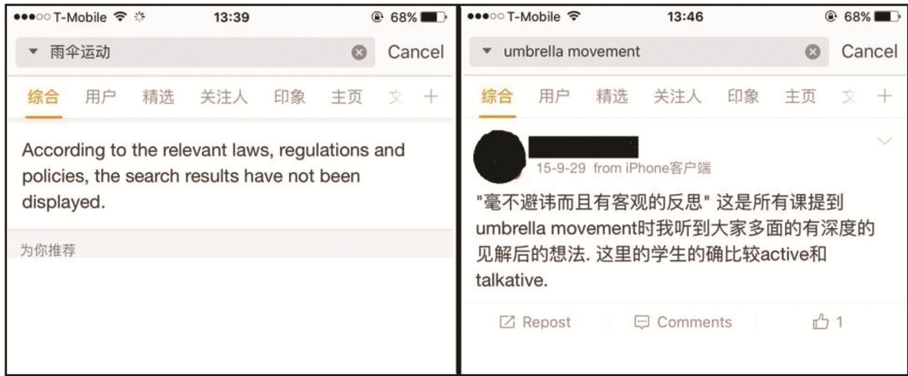 T-Mobile 13:39 68%
雨伞运动 Cancel
综合 用户 精选 关注人 印象 主页 文 +
According to the relevant laws, regulations and
policies, the search results have not been
displayed.
为你推荐
T-Mobile 13:46 68%
umbrella movement Cancel
综合 用户 精选 关注人 印象 主页 文 +
15-9-29 from iPhone客户端
"毫不避讳而且有客观的反思" 这是所有课提到
umbrella movement时我听到大家多面的有深度的
见解后的想法. 这里的学生的确比较active和
talkative.
Repost Comments 1